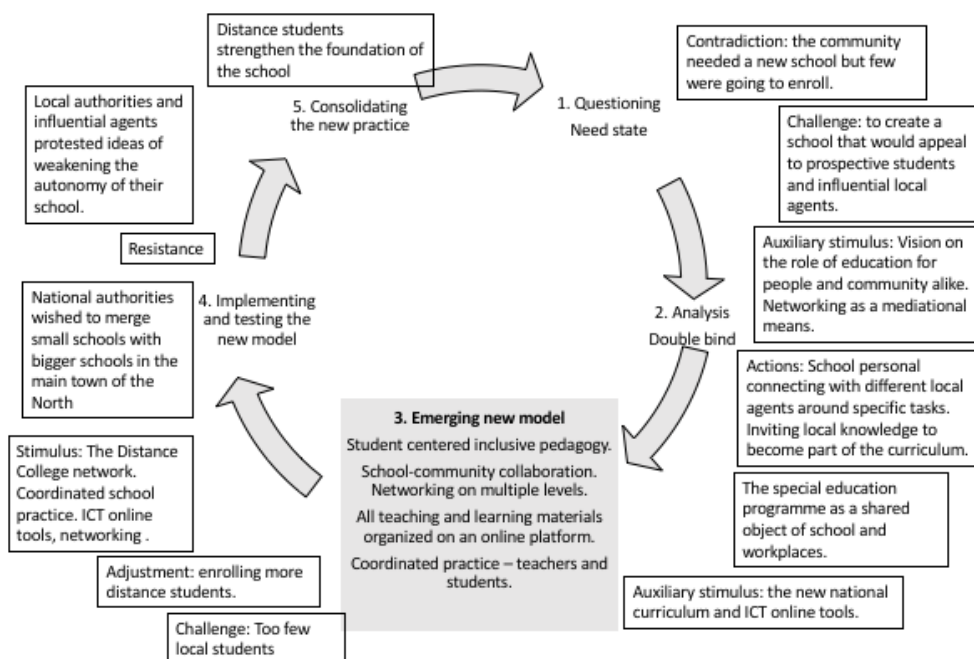 Distance students
strengthen the foundation of
the school
5. Consolidating
the new practice
1. Questioning
Need state
Contradiction: the community
needed a new school but few
were going to enroll.
Challenge: to create a
school that would appeal to
prospective students
and influential local
agents.
Auxiliary stimulus: Vision on
the role of education for
people and community alike.
Networking as a mediational
means.
2. Analysis
Double bind
Actions: School personal
connecting with different local
agents around specific tasks.
Inviting local knowledge to
become part of the curriculum.
The special education
programme as a shared
object of school and
workplaces.
Auxiliary stimulus: the new national
curriculum and ICT online tools.
3. Emerging new model
Student centered inclusive pedagogy.
School-community collaboration.
Networking on multiple levels.
All teaching and learning materials
organized on an online platform.
Coordinated practice – teachers and
students.
Challenge: Too few
local students
Adjustment: enrolling more
distance students.
Stimulus: The Distance
College network.
Coordinated school
practice. ICT online
tools, networking .
4. Implementing
and testing the
new model
National authorities
wished to merge
small schools with
bigger schools in the
main town of the
North
Resistance
Local authorities and
influential agents
protested ideas of
weakening the
autonomy of their
school.